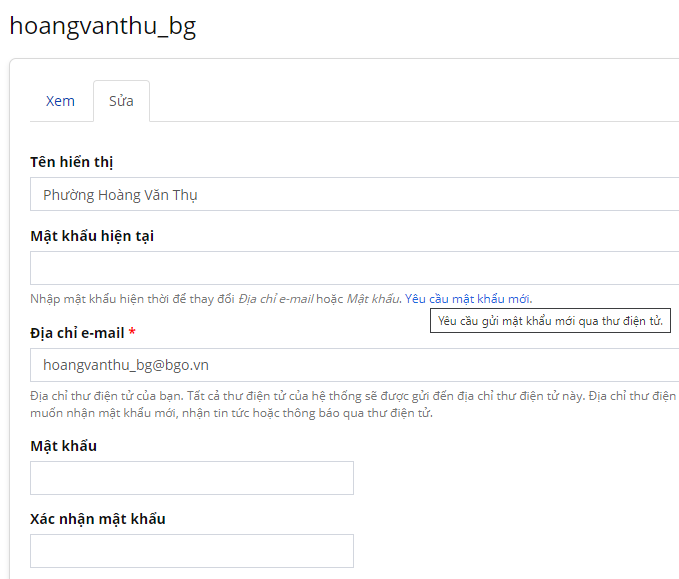 hoangvanthu_bg
Xem
Sửa
Tên hiển thị
Phường Hoàng Văn Thụ
Mật khẩu hiện tại
Nhập mật khẩu hiện thời để thay đổi Địa chỉ e-mail hoặc Mật khẩu. Yêu cầu mật khẩu mới.
Yêu cầu gửi mật khẩu mới qua thư điện tử.
Địa chỉ e-mail *
hoangvanthu_bg@bgo.vn
Địa chỉ thư điện tử của bạn. Tất cả thư điện tử của hệ thống sẽ được gửi đến địa chỉ thư điện tử này. Địa chỉ thư điện
muốn nhận mật khẩu mới, nhận tin tức hoặc thông báo qua thư điện tử.
Mật khẩu
Xác nhận mật khẩu